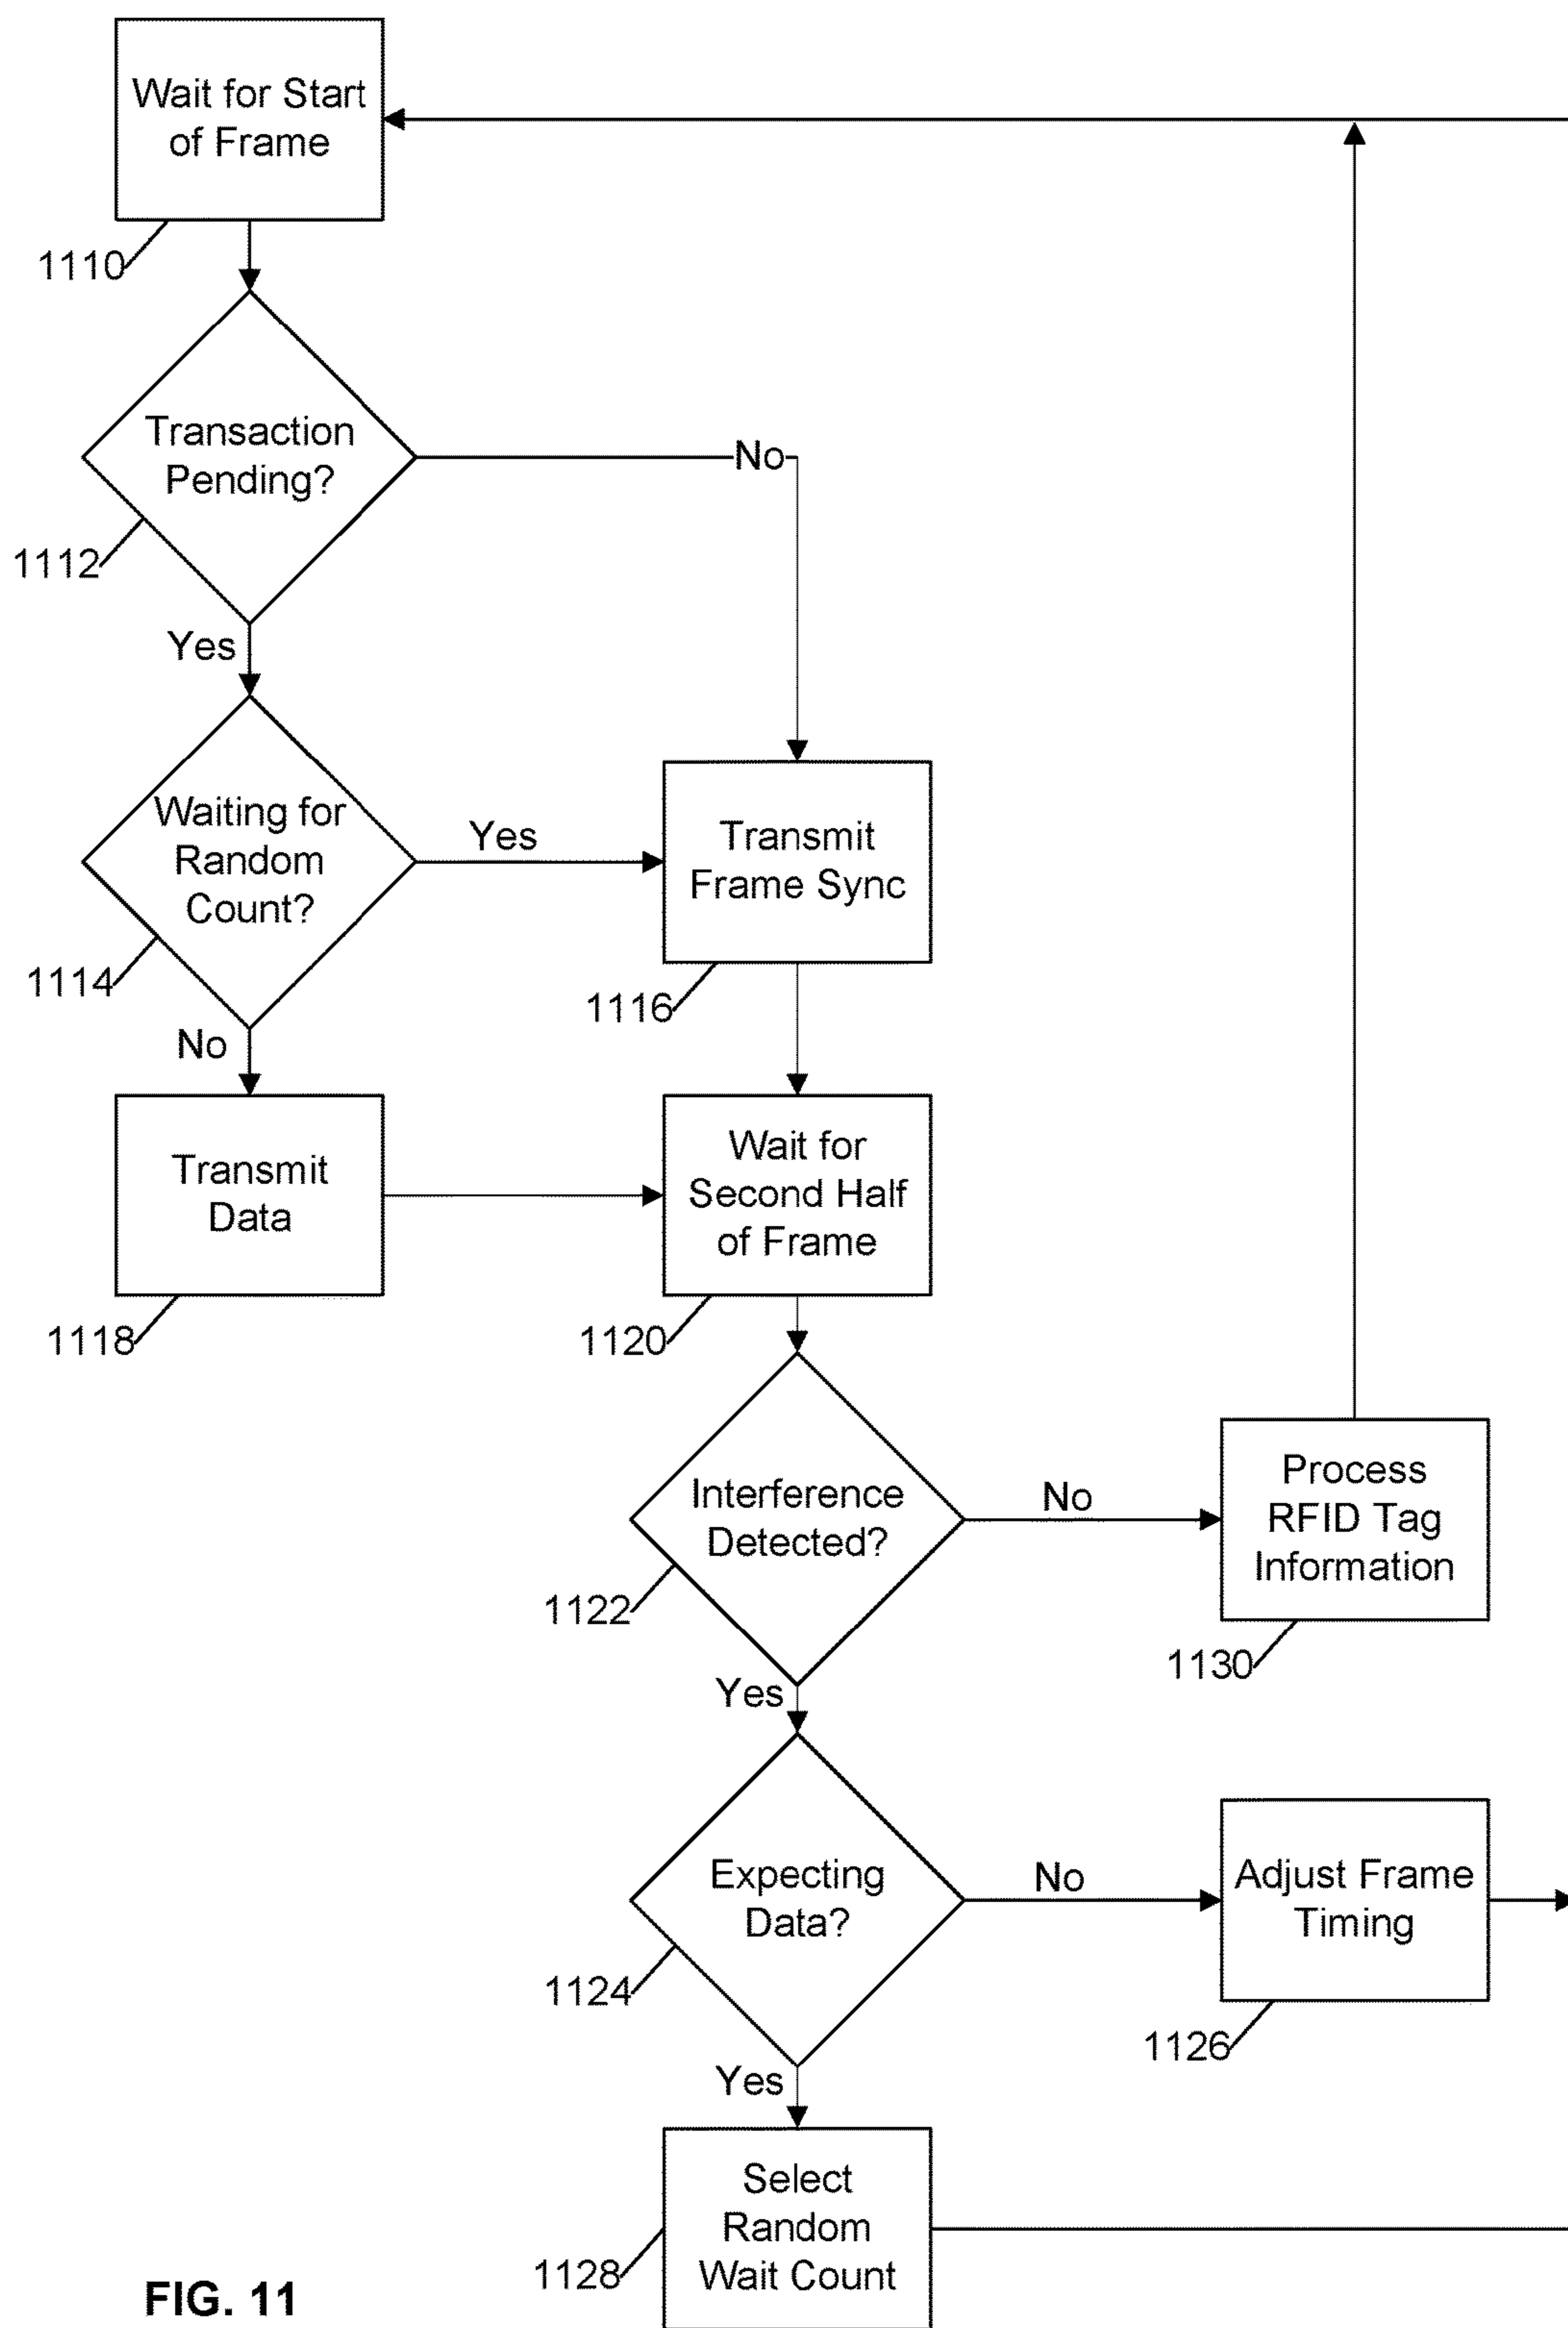 Wait for Start
of Frame
1110
Transaction
Pending?
No
1112
Yes
Waiting for
Random
Count?
Yes
Transmit
Frame Sync
1114
1116
No
Transmit
Data
Wait for
Second Half
of Frame
1118
1120
Interference
Detected?
No
Process
RFID Tag
Information
1122
1130
Yes
Expecting
Data?
No
Adjust Frame
Timing
1124
1126
Yes
Select
Random
Wait Count
1128
FIG. 11